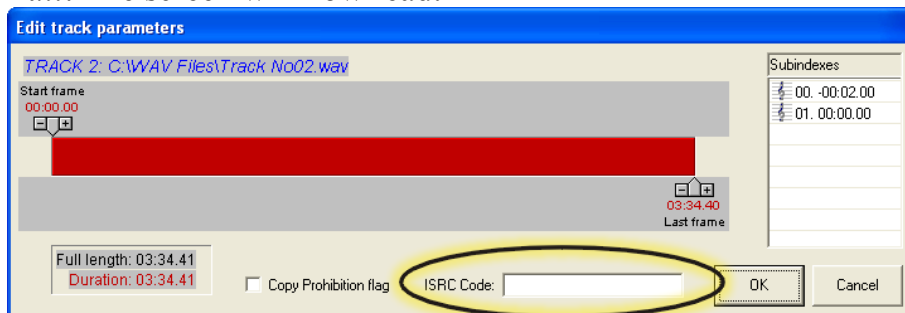 Edit track parameters
TRACK 2: C:\WAV Files\Track No02.wav
Subindexes
Start frame
00:00.00
00. -00:02.00
01. 00:00.00
03:34.40
Last frame
Full length: 03:34.41
Duration: 03:34.41
Copy Prohibition flag
ISRC Code:
OK
Cancel